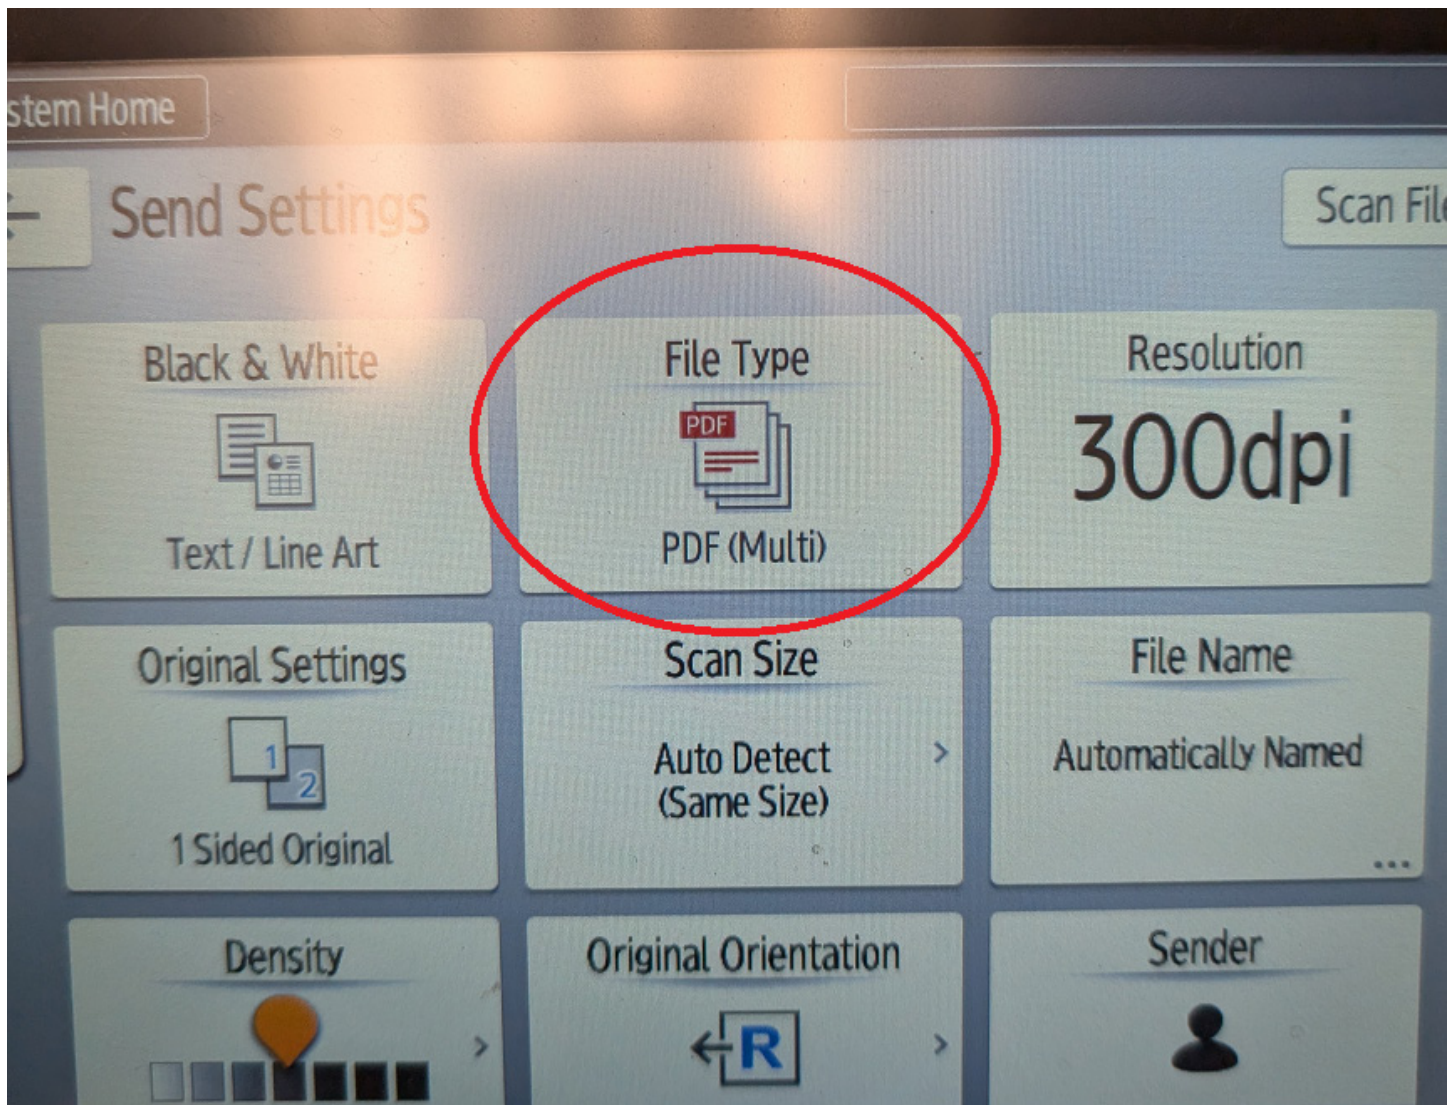 stem Home
Send Settings
Scan File
Black & White
Text / Line Art
File Type
PDF
PDF (Multi)
Resolution
300dpi
Original Settings
1
2
1 Sided Original
Scan Size
Auto Detect
(Same Size)
File Name
Automatically Named
...
Density
Original Orientation
R
Sender